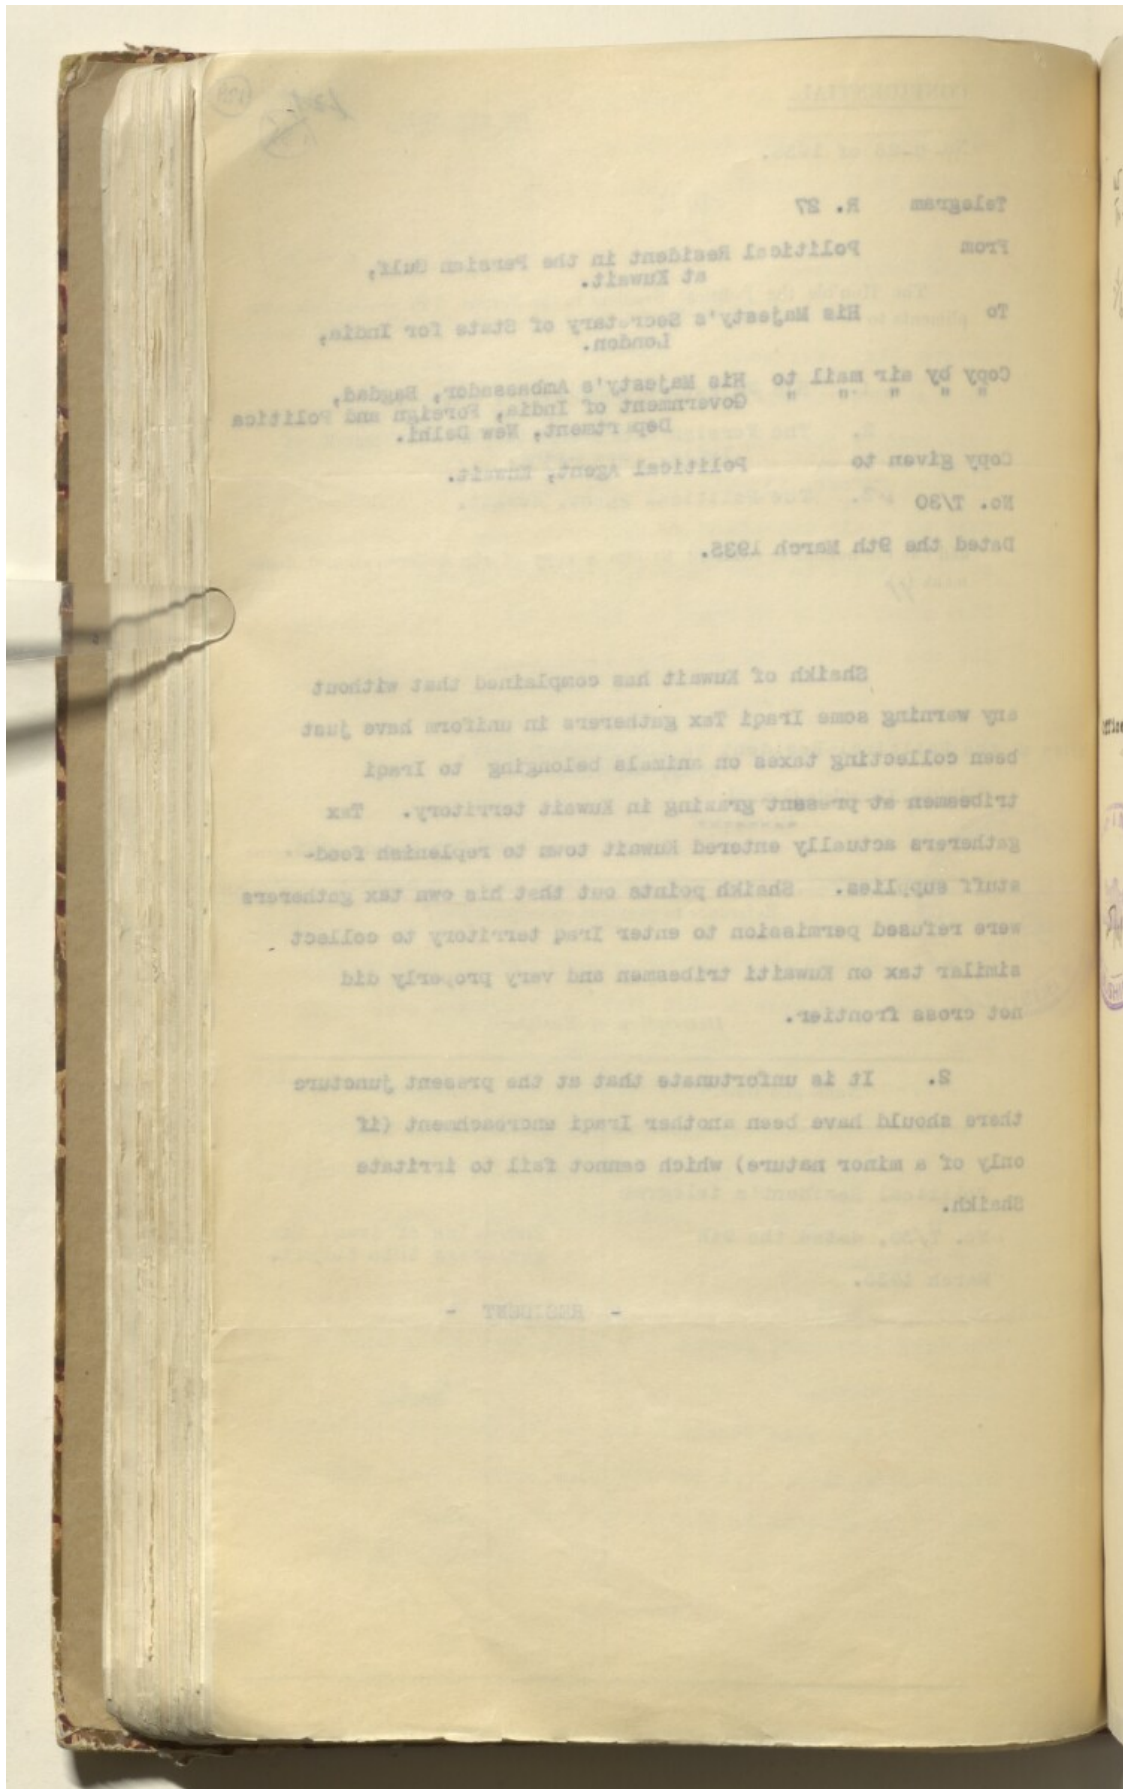 Telegram R. 27
From Political Resident in the Persian Gulf,
at Kuwait.
To His Majesty's Secretary of State for India,
London.
Copy by air mail to His Majesty's Ambassador, Bagdad,
" " " " " Government of India, Foreign and Politica
Department, New Delhi.
Copy given to Political Agent, Kuwait.
No. T/30
Dated the 9th March 1935.
Shaikh of Kuwait has complained that without
any warning some Iraqi Tax gatherers in uniform have just
been collecting taxes on animals belonging to Iraqi
tribesmen at present grazing in Kuwait territory. Tax
gatherers actually entered Kuwait town to replenish food-
stuff supplies. Shaikh points out that his own tax gatherers
were refused permission to enter Iraq territory to collect
similar tax on Kuwaiti tribesmen and very properly did
not cross frontier.
2. It is unfortunate that at the present juncture
there should have been another Iraqi encroachment (if
only of a minor nature) which cannot fail to irritate
Shaikh.
- RESIDENT -